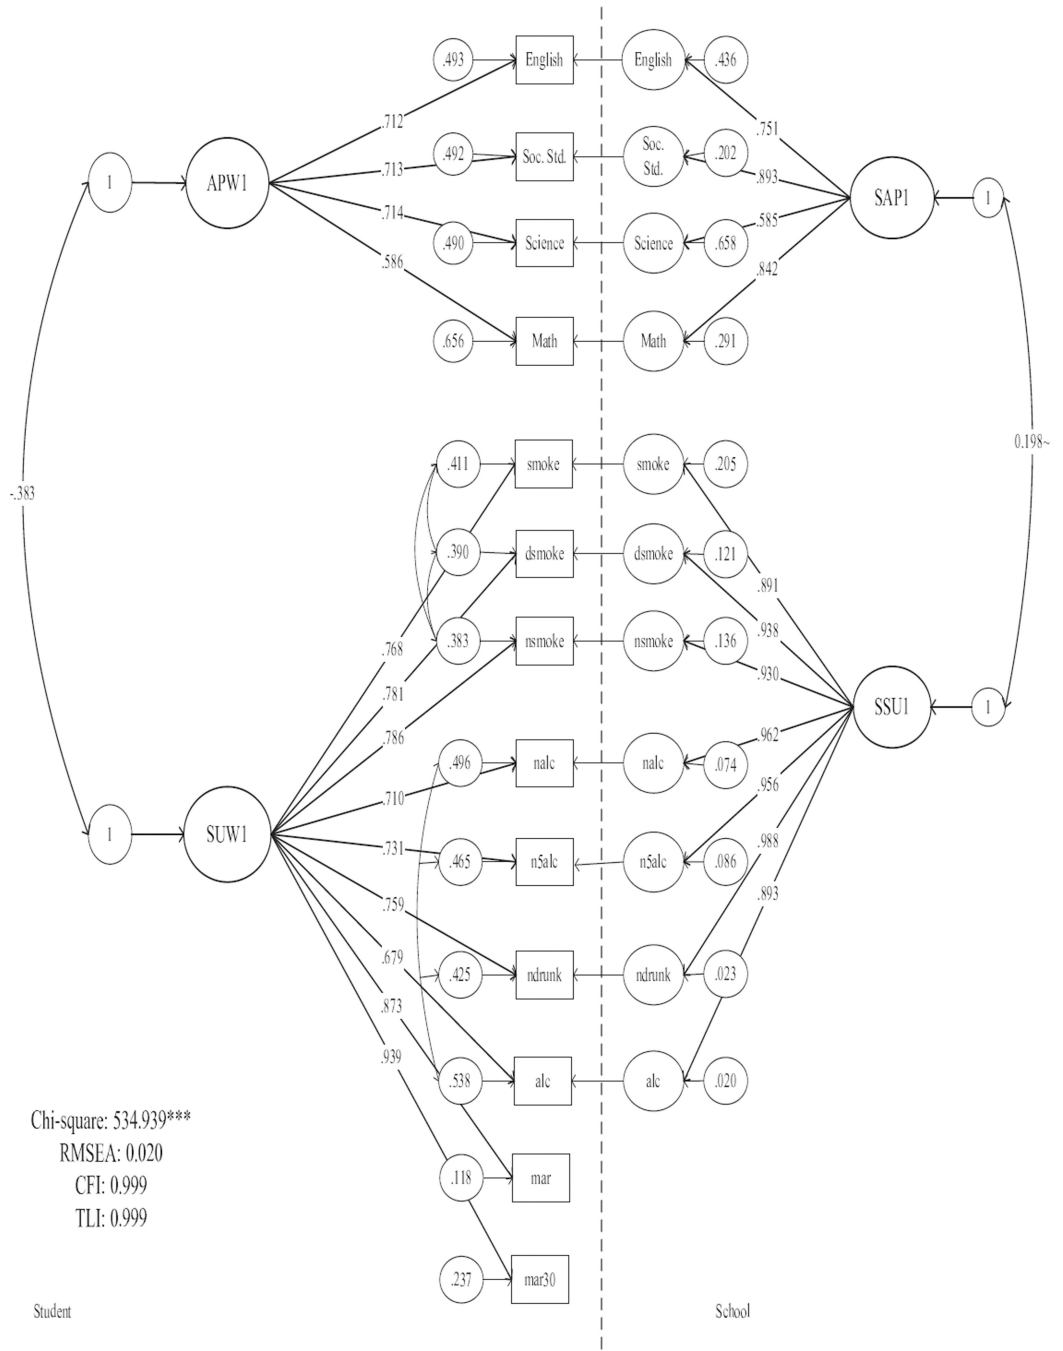 .493
English
English
.436
.712
.751
.492
Soc. Std.
Soc.
Std.
.202
1
APW1
.713
.893
SAP1
1
.714
.585
.490
Science
Science
.658
.586
.842
.656
Math
Math
.291
0.198~
-.383
.411
smoke
smoke
.205
.390
dsmoke
dsmoke
.121
.891
.383
nsmoke
nsmoke
.136
.938
.768
.930
.781
SSU1
1
.786
.962
.496
nalc
nalc
.074
.710
.956
1
SUW1
.731
.988
.465
n5alc
n5alc
.086
.759
.893
.679
.425
ndrunk
ndrunk
.023
.873
.939
.538
alc
alc
.020
Chi-square: 534.939***
RMSEA: 0.020
CFI: 0.999
TLI: 0.999
.118
mar
.237
mar30
Student
School